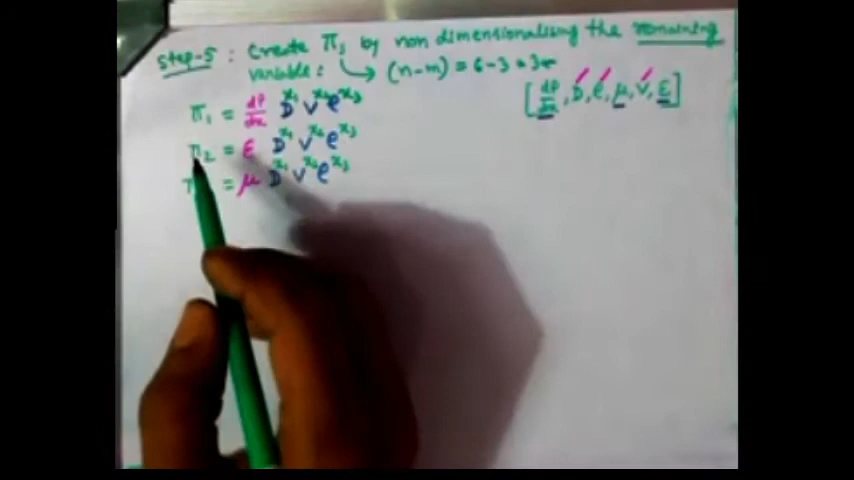 Step-5 : Create π,s by non dimensionalising the remaining
variable: → (n-m) = 6-3 = 3
[dP/dx, D, ρ, μ, V, ε]
π₁ = dP/dx D^x₁ V^x₂ ρ^x₃
π₂ = ε D^x₁ V^x₂ ρ^x₃
= μ D^x₁ V^x₂ ρ^x₃